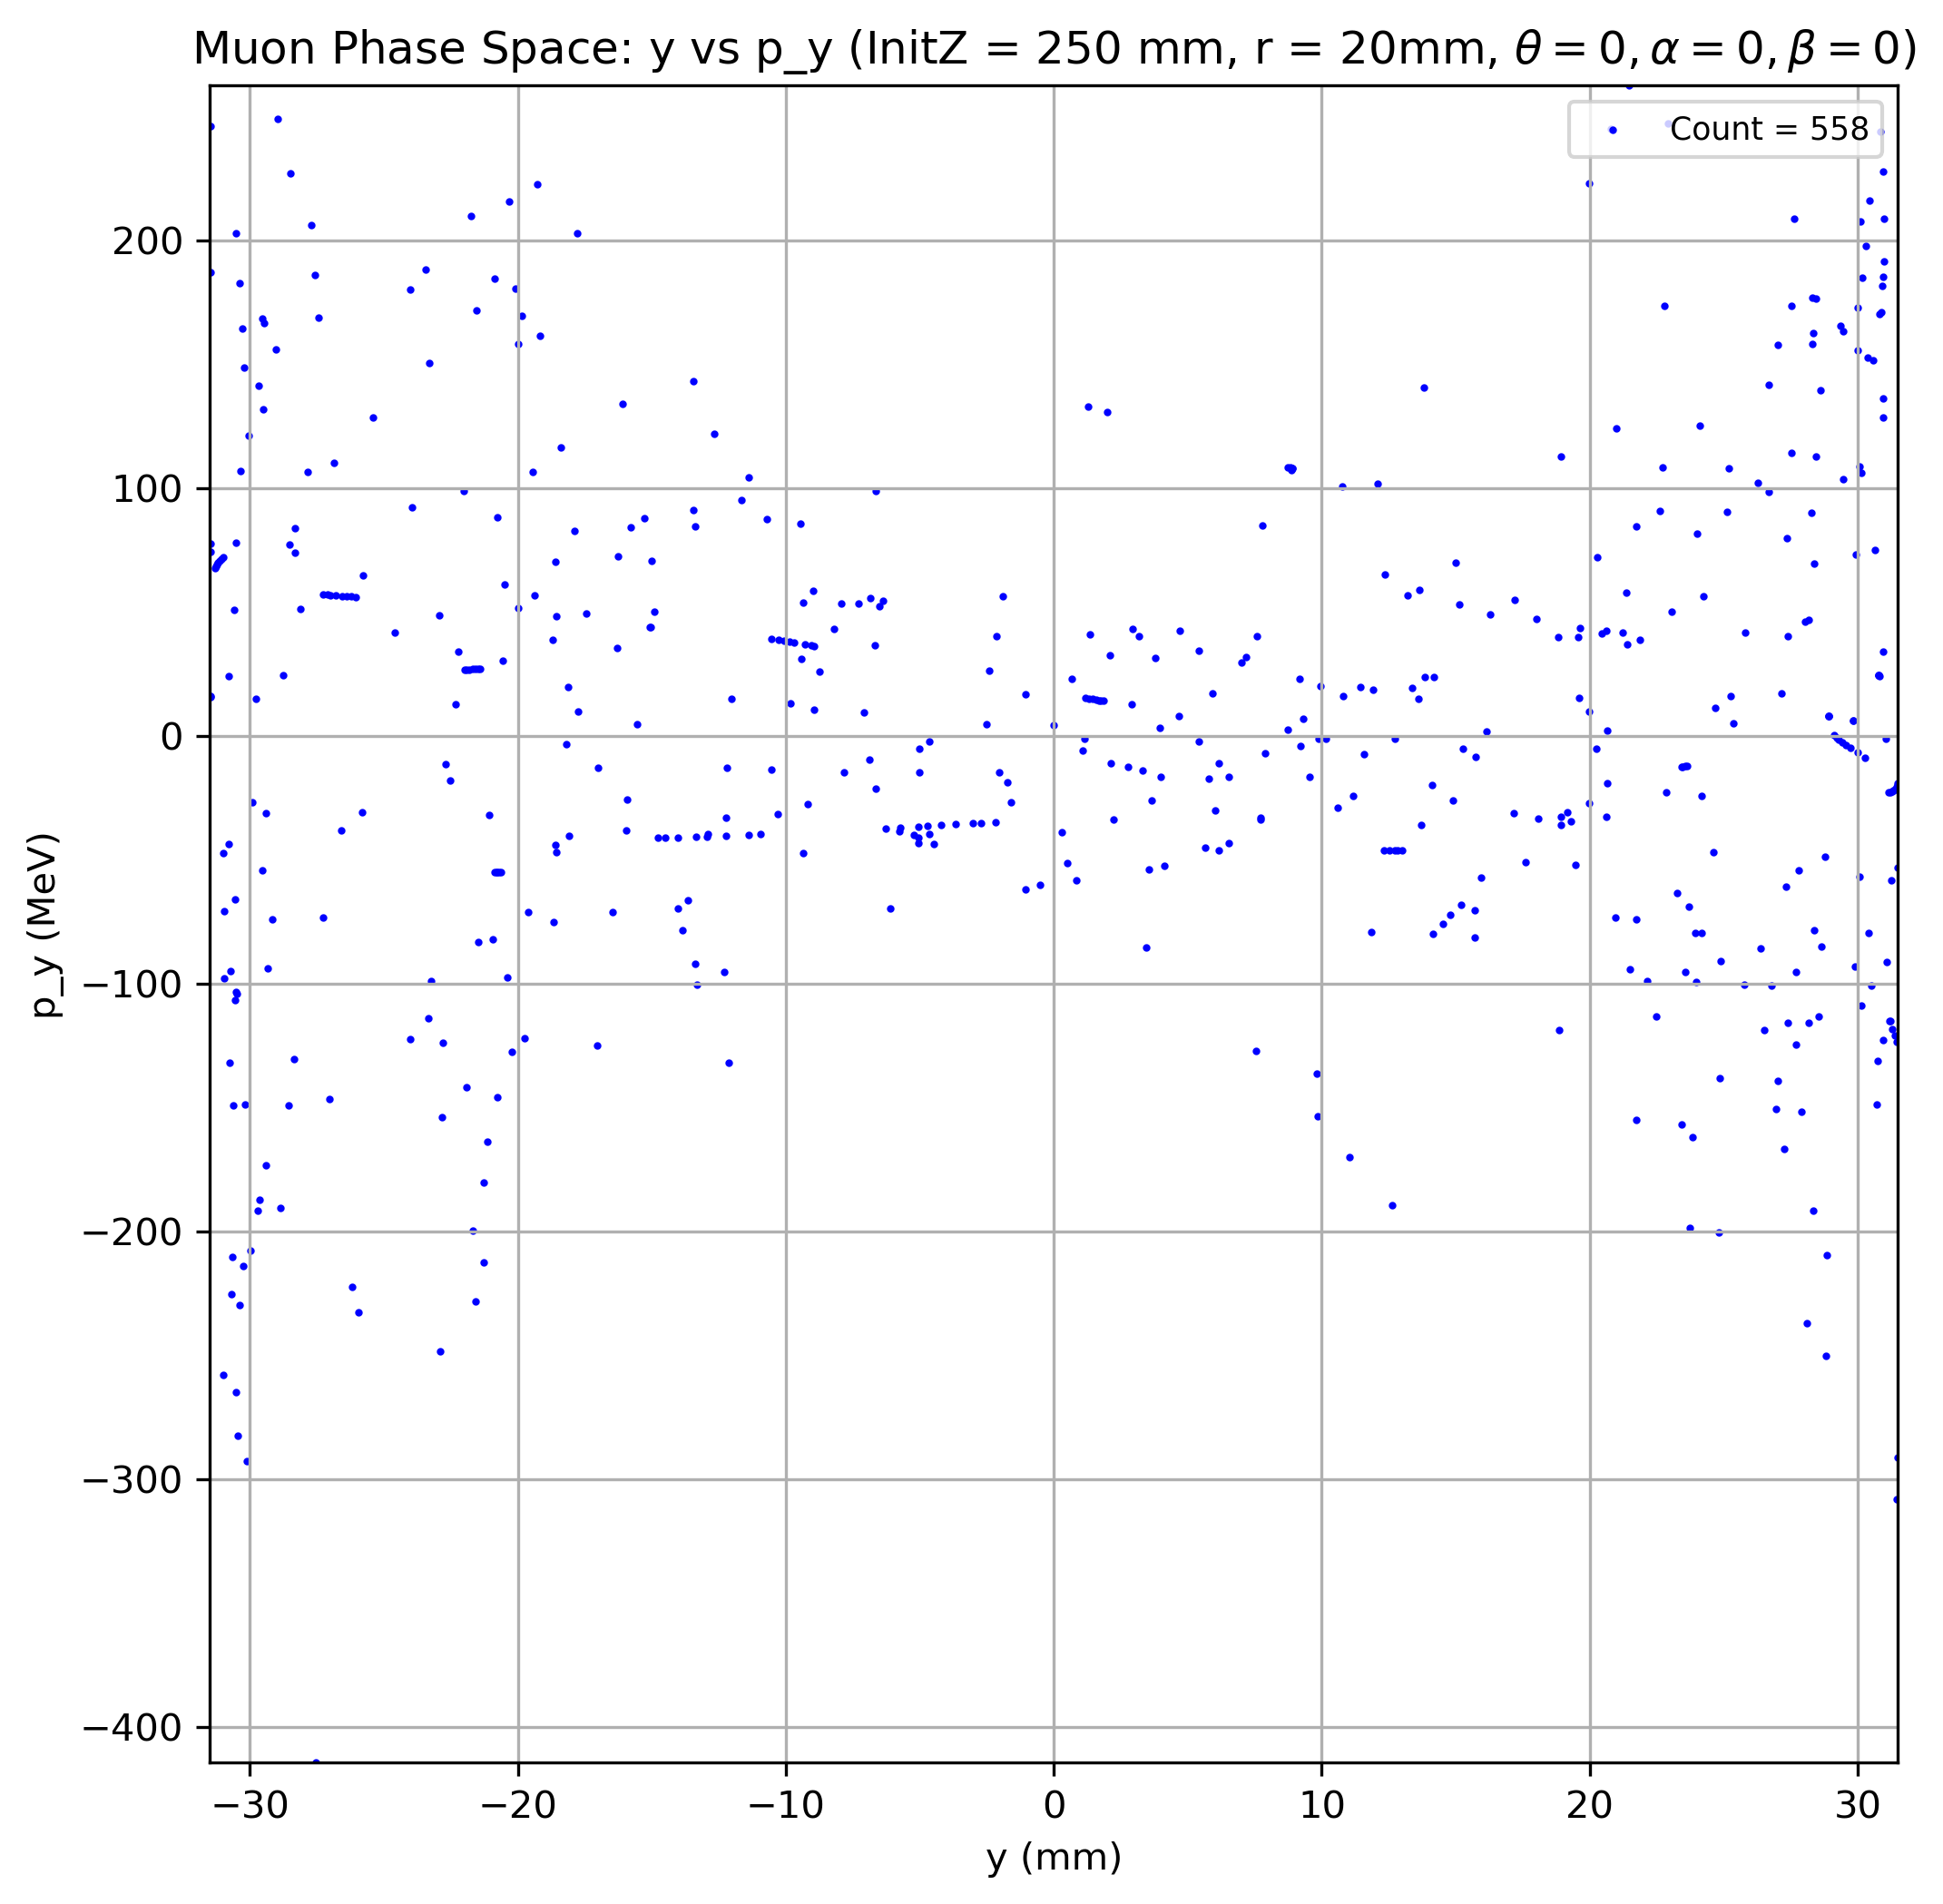 Muon Phase Space: y vs p_y (InitZ = 250 mm, r = 20mm, θ = 0, α = 0, β = 0)
Count = 558
200
100
0
−100
−200
−300
−400
p_y (MeV)
−30 −20 −10 0 10 20 30
y (mm)